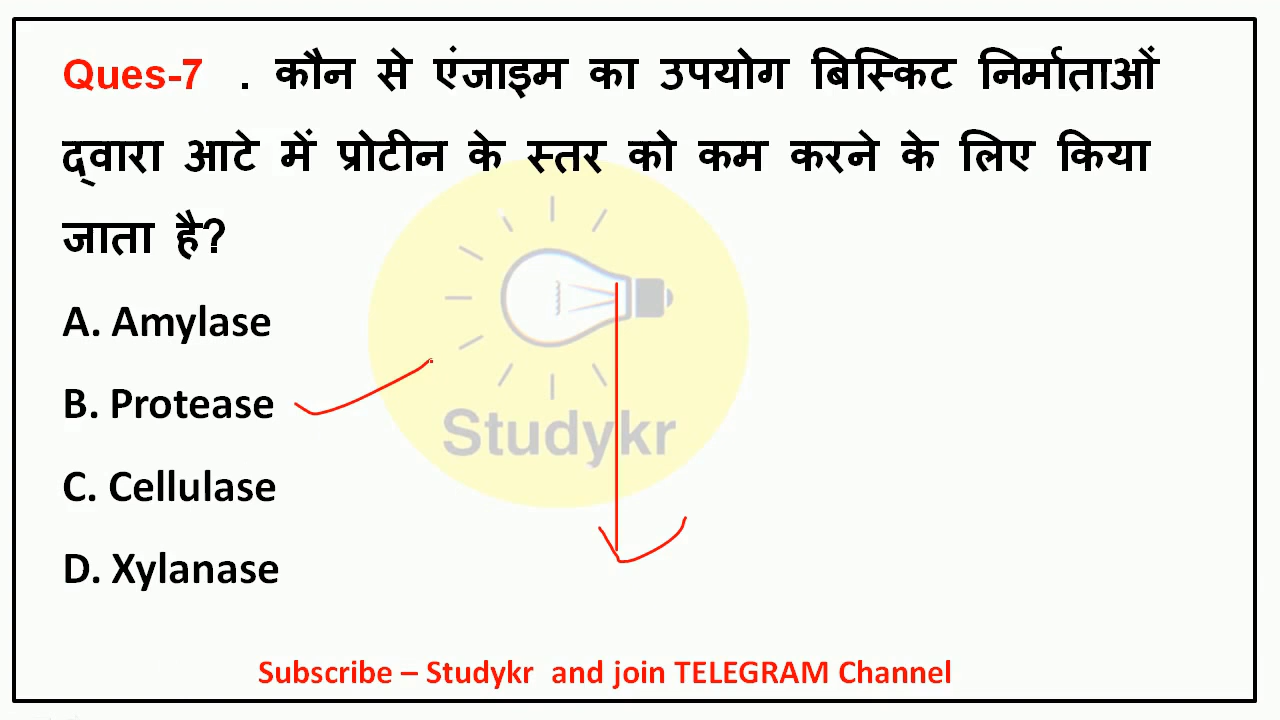 Ques-7 . कौन से एंजाइम का उपयोग बिस्किट निर्माताओं
द्वारा आटे में प्रोटीन के स्तर को कम करने के लिए किया
जाता है?
A. Amylase
B. Protease
C. Cellulase
Studykr
D. Xylanase
Subscribe – Studykr and join TELEGRAM Channel